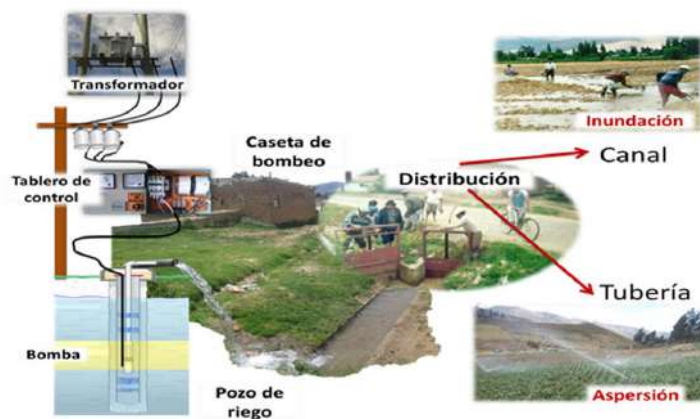 Transformador
Tablero de
control
Caseta de
bombeo
Distribución
Inundación
Canal
Tubería
Aspersión
Bomba
Pozo de
riego